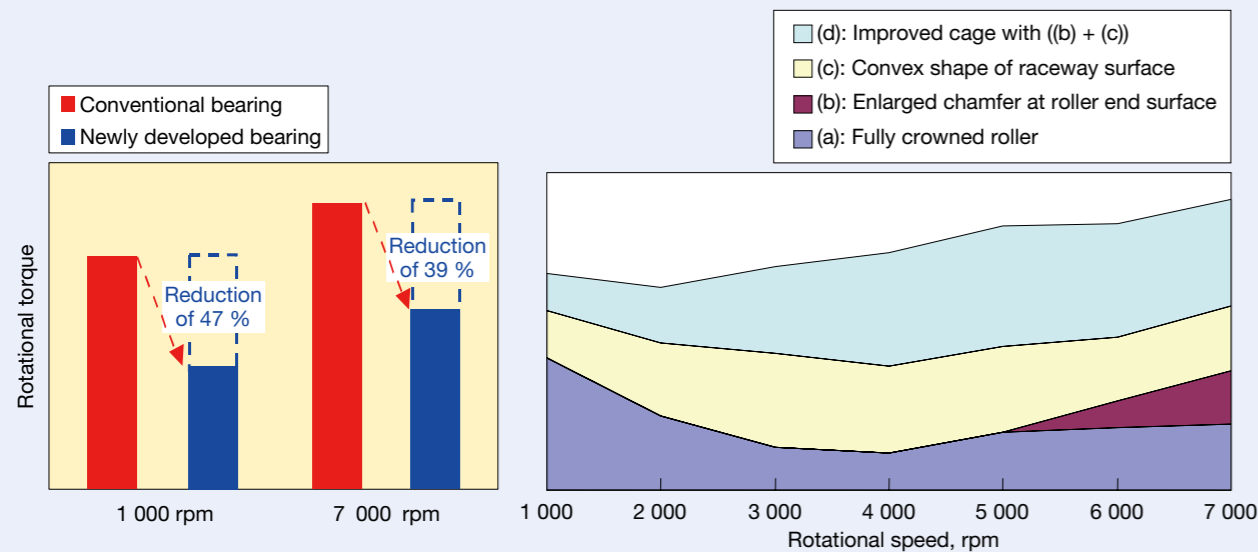 Conventional bearing
Newly developed bearing
Rotational torque
Reduction
of 47 %
Reduction
of 39 %
1 000 rpm
7 000 rpm
(d): Improved cage with ((b) + (c))
(c): Convex shape of raceway surface
(b): Enlarged chamfer at roller end surface
(a): Fully crowned roller
1 000
2 000
3 000
4 000
5 000
6 000
7 000
Rotational speed, rpm